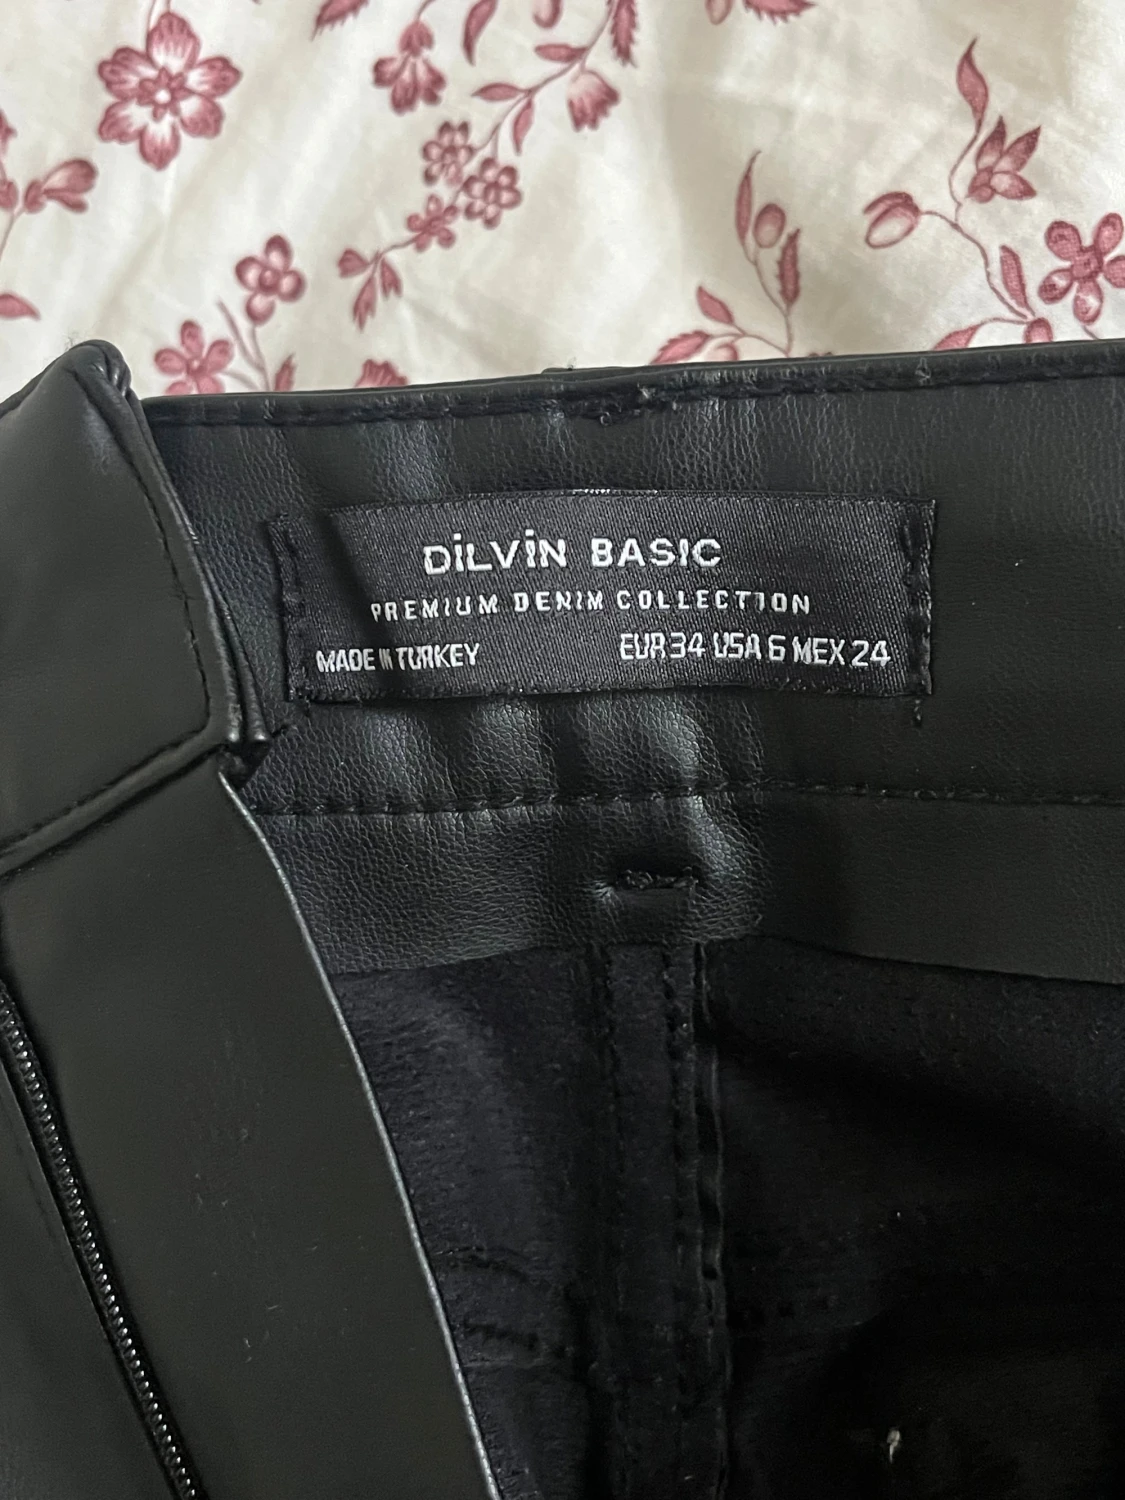 DİLVİN BASIC
PREMIUM DENIM COLLECTION
MADE IN TURKEY EUR 34 USA 6 MEX 24